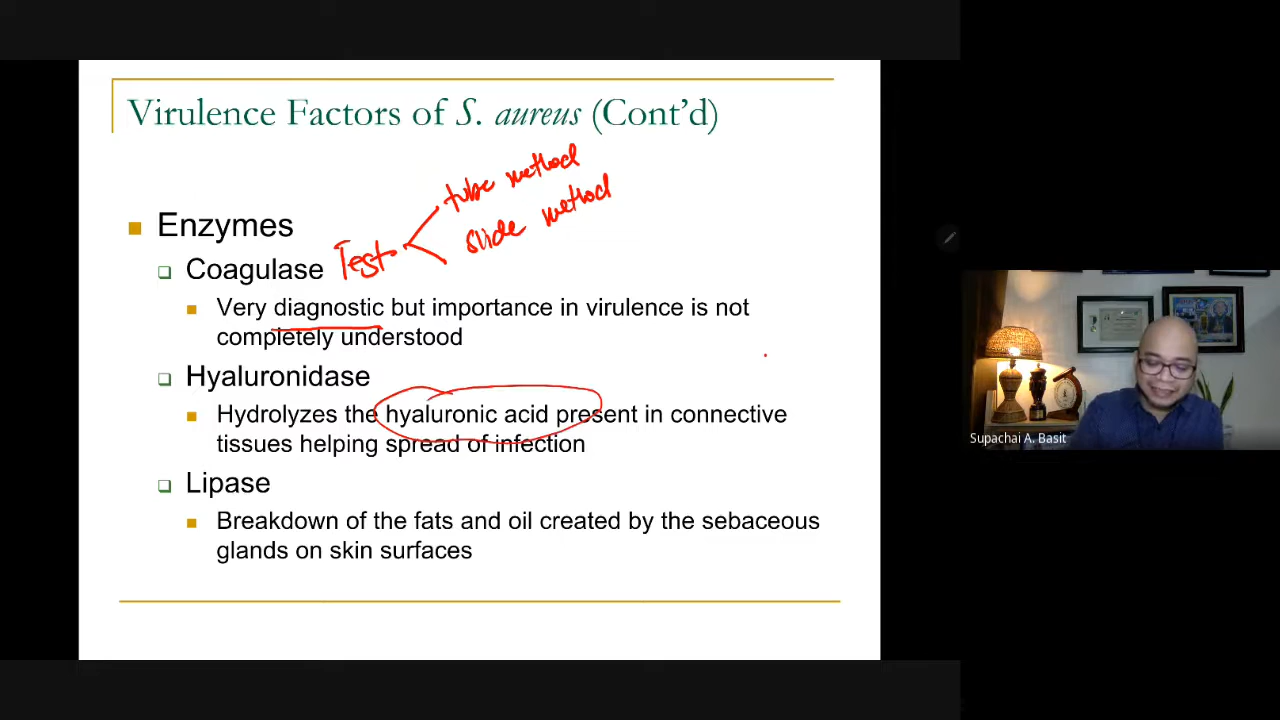 Virulence Factors of S. aureus (Cont'd)
tube method
slide method
Enzymes
Test
Coagulase
Very diagnostic but importance in virulence is not
completely understood
Hyaluronidase
Hydrolyzes the hyaluronic acid present in connective
tissues helping spread of infection
Lipase
Breakdown of the fats and oil created by the sebaceous
glands on skin surfaces
Supachai A. Basit